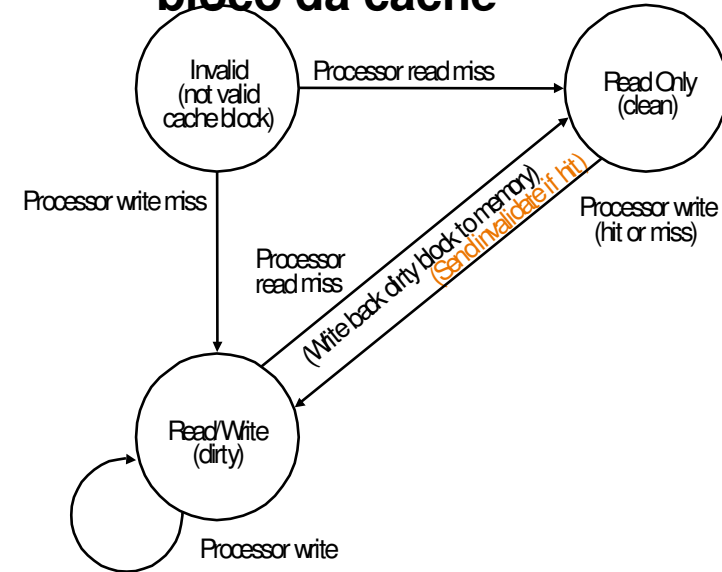 bloco da cache
Invalid
(not valid
cache block)
Processor read miss
Read Only
(clean)
Processor write miss
Processor
read miss
(Write back dirty block to memory)
(Send invalidate if hit)
Processor write
(hit or miss)
Read/Write
(dirty)
Processor write